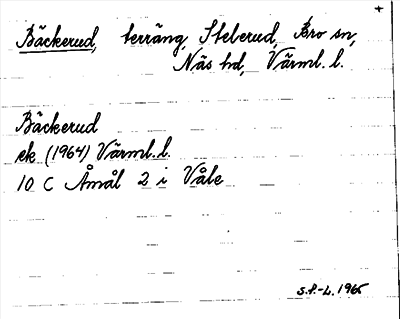 +
Bäckerud, terräng, Steberud, Bro sn,
Näs hd, Värml. l.
Bäckerud
ek (1964) Värml. l.
10 C Åmål 2 i Våle
S.P.-L. 1965